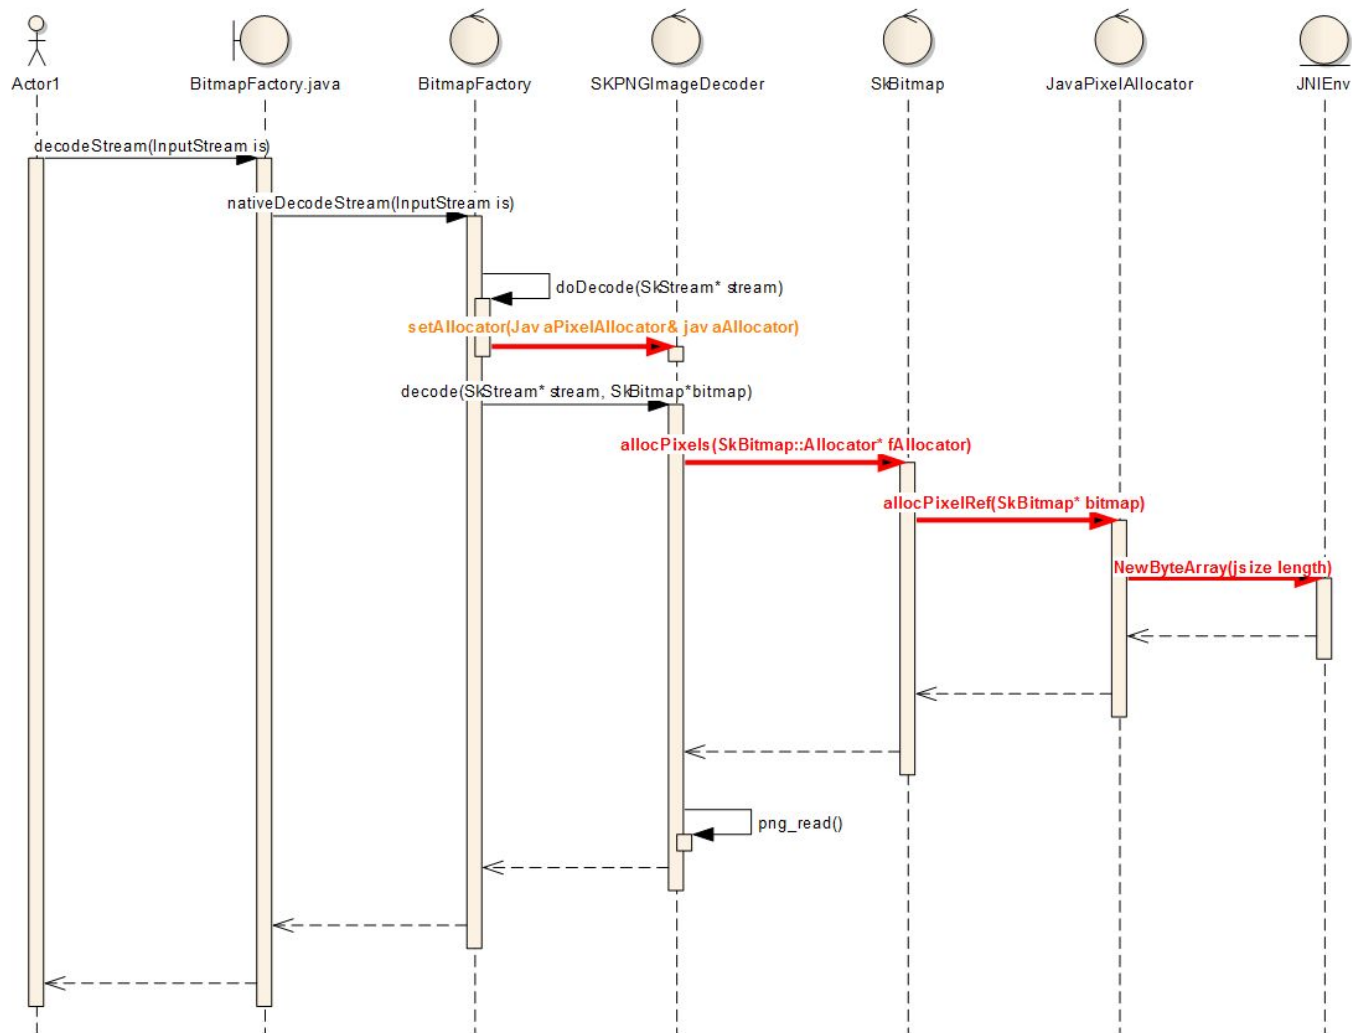 Actor1
BitmapFactory.java
BitmapFactory
SKPNGImageDecoder
SkBitmap
JavaPixelAllocator
JNIEnv
decodeStream(InputStream is)
nativeDecodeStream(InputStream is)
doDecode(SkStream* stream)
setAllocator(JavaPixelAllocator& javaAllocator)
decode(SkStream* stream, SkBitmap*bitmap)
allocPixels(SkBitmap::Allocator* fAllocator)
allocPixelRef(SkBitmap* bitmap)
NewByteArray(jsize length)
png_read()